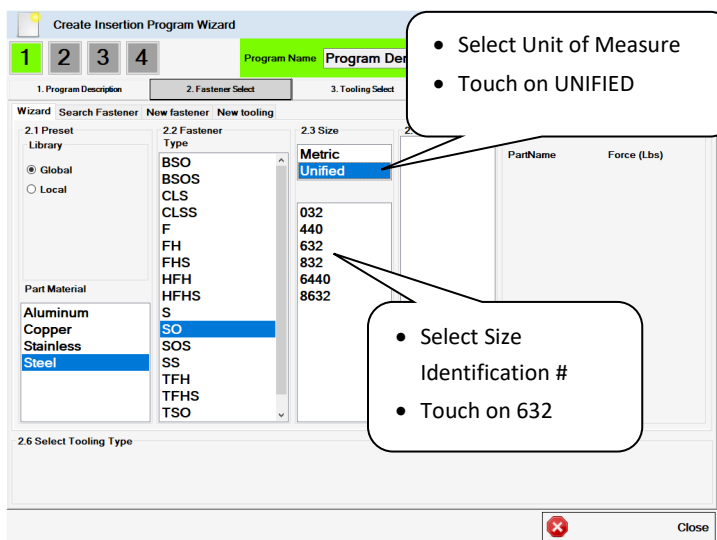 Create Insertion Program Wizard
1 2 3 4
Program Name Program De
1. Program Description
2. Fastener Select
3. Tooling Select
Wizard Search Fastener New fastener New tooling
2.1 Preset
Library
Global
Local
Part Material
Aluminum
Copper
Stainless
Steel
2.2 Fastener
Type
BSO
BSOS
CLS
CLSS
F
FH
FHS
HFH
HFHS
S
SO
SOS
SS
TFH
TFHS
TSO
2.3 Size
Metric
Unified
032
440
632
832
6440
8632
PartName Force (Lbs)
• Select Unit of Measure
• Touch on UNIFIED
• Select Size
Identification #
• Touch on 632
2.6 Select Tooling Type
Close